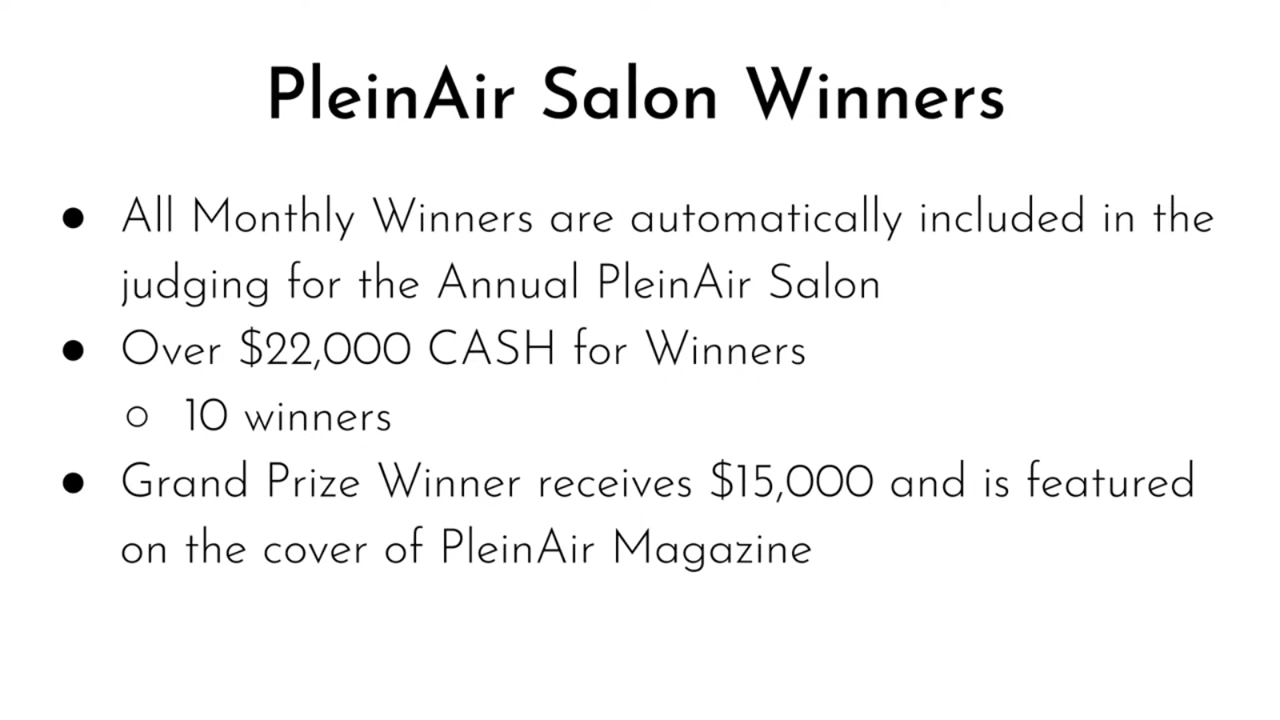 PleinAir Salon Winners
● All Monthly Winners are automatically included in the
judging for the Annual PleinAir Salon
● Over $22,000 CASH for Winners
○ 10 winners
● Grand Prize Winner receives $15,000 and is featured
on the cover of PleinAir Magazine